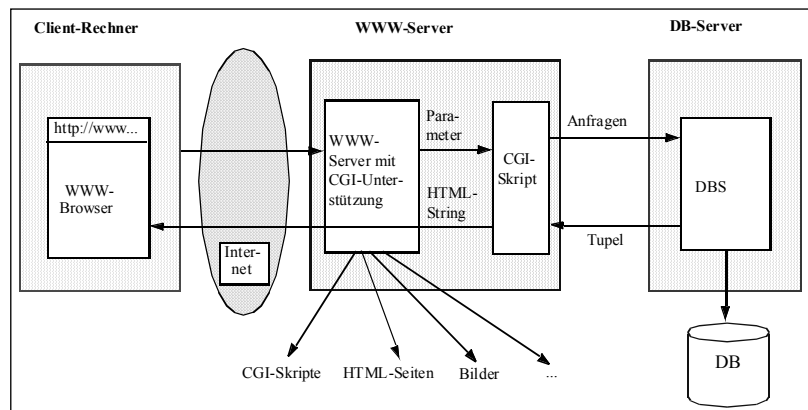 Client-Rechner
WWW-Server
DB-Server
http://www...
WWW-
Browser
Inter-
net
WWW-
Server mit
CGI-Unter-
stützung
Para-
meter
HTML-
String
CGI-
Skript
Anfragen
Tupel
DBS
DB
CGI-Skripte
HTML-Seiten
Bilder
...